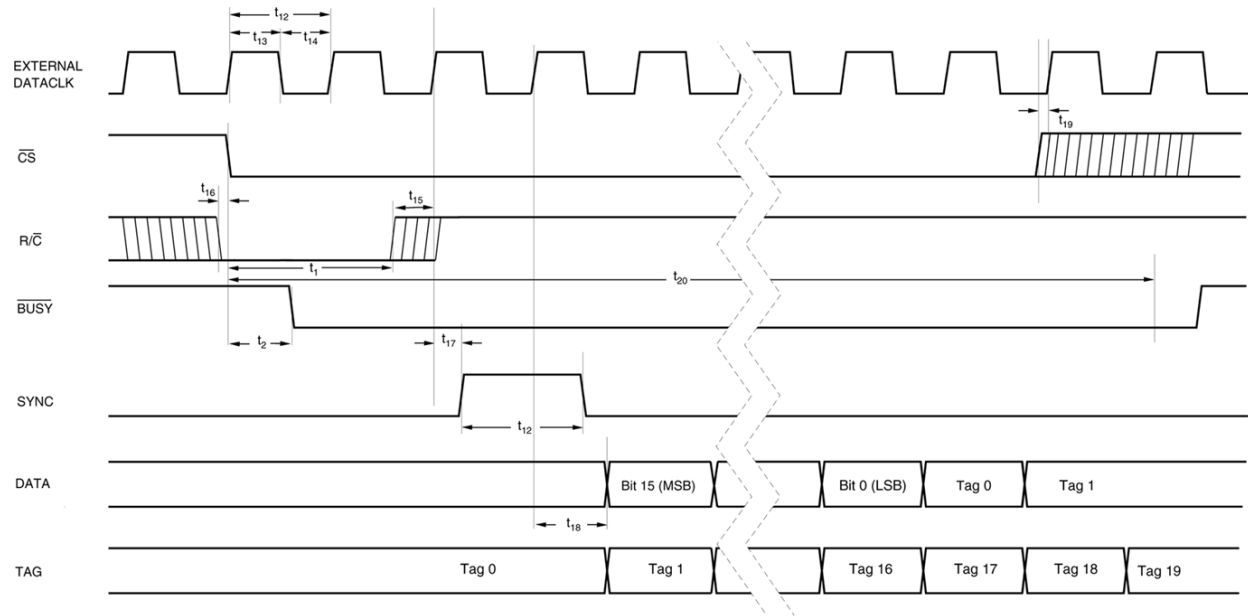 t12
t13 t14
EXTERNAL
DATACLK
t19
CS
t16
t15
R/C
t1
t20
BUSY
t2
t17
SYNC
t12
DATA
Bit 15 (MSB) Bit 0 (LSB) Tag 0 Tag 1
t18
TAG
Tag 0 Tag 1 Tag 16 Tag 17 Tag 18 Tag 19